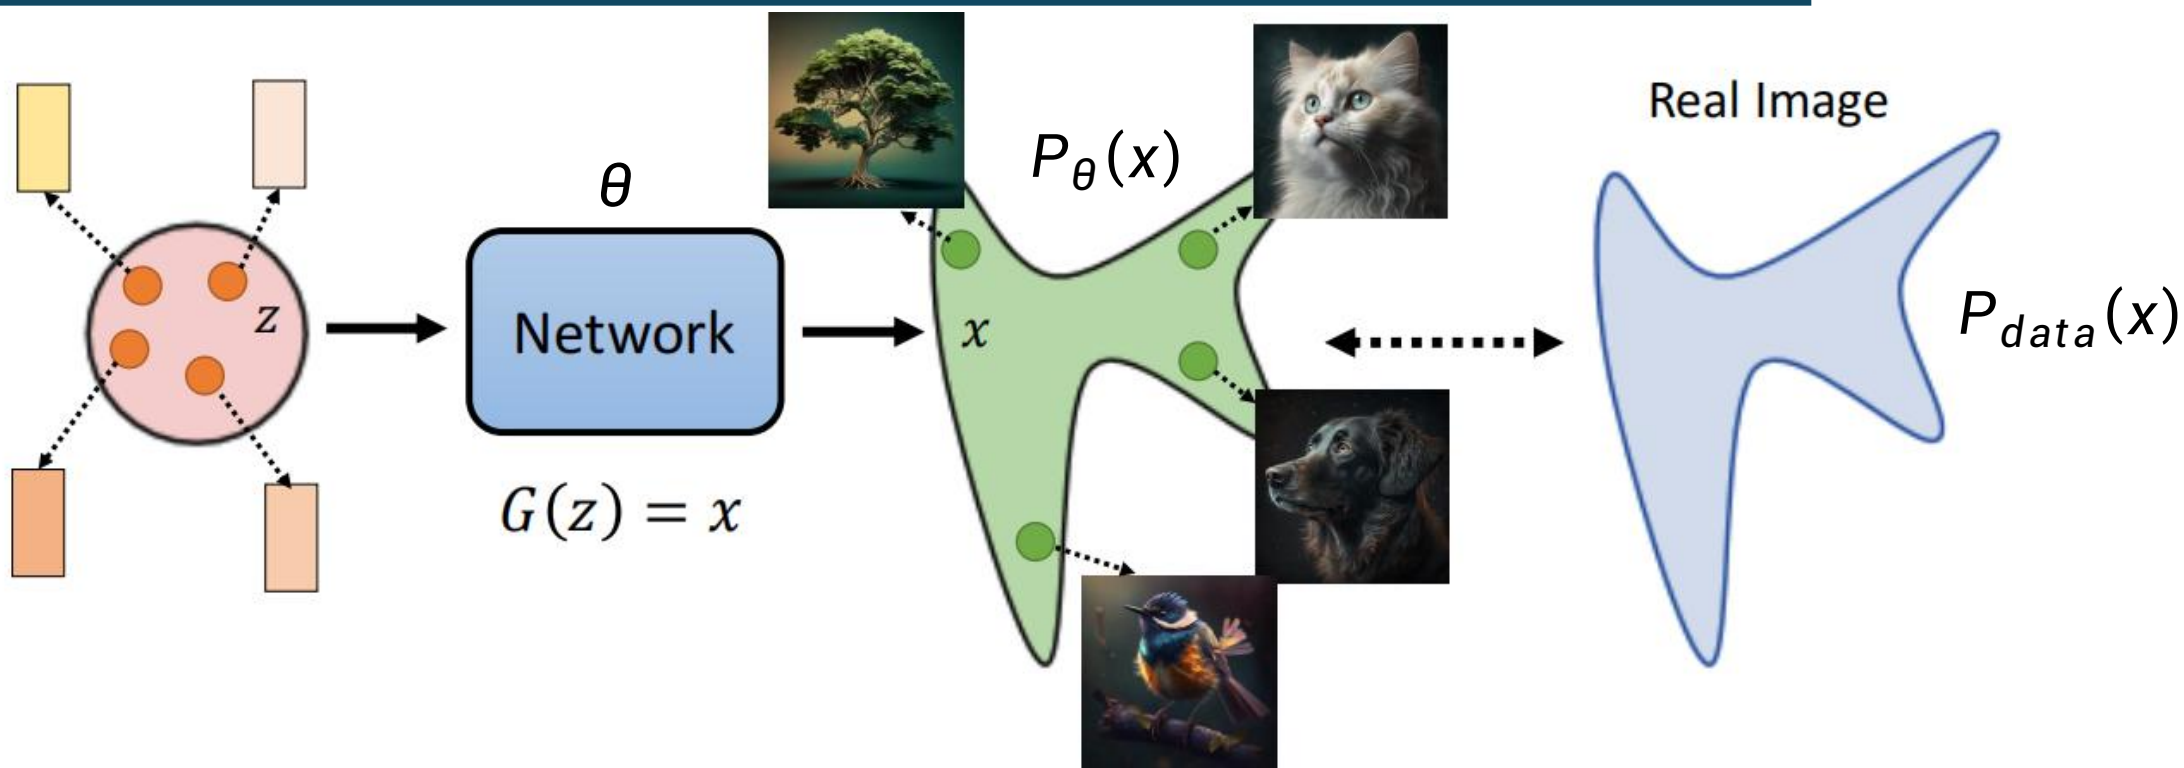 z
θ
Network
G(z) = x
P_θ(x)
x
Real Image
P_data(x)